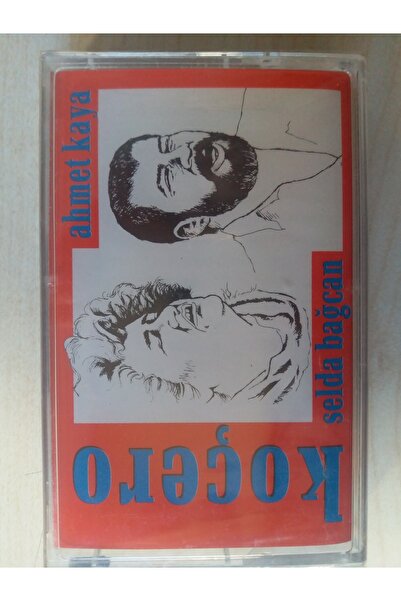 ahmet kaya
selda bağcan
koçero